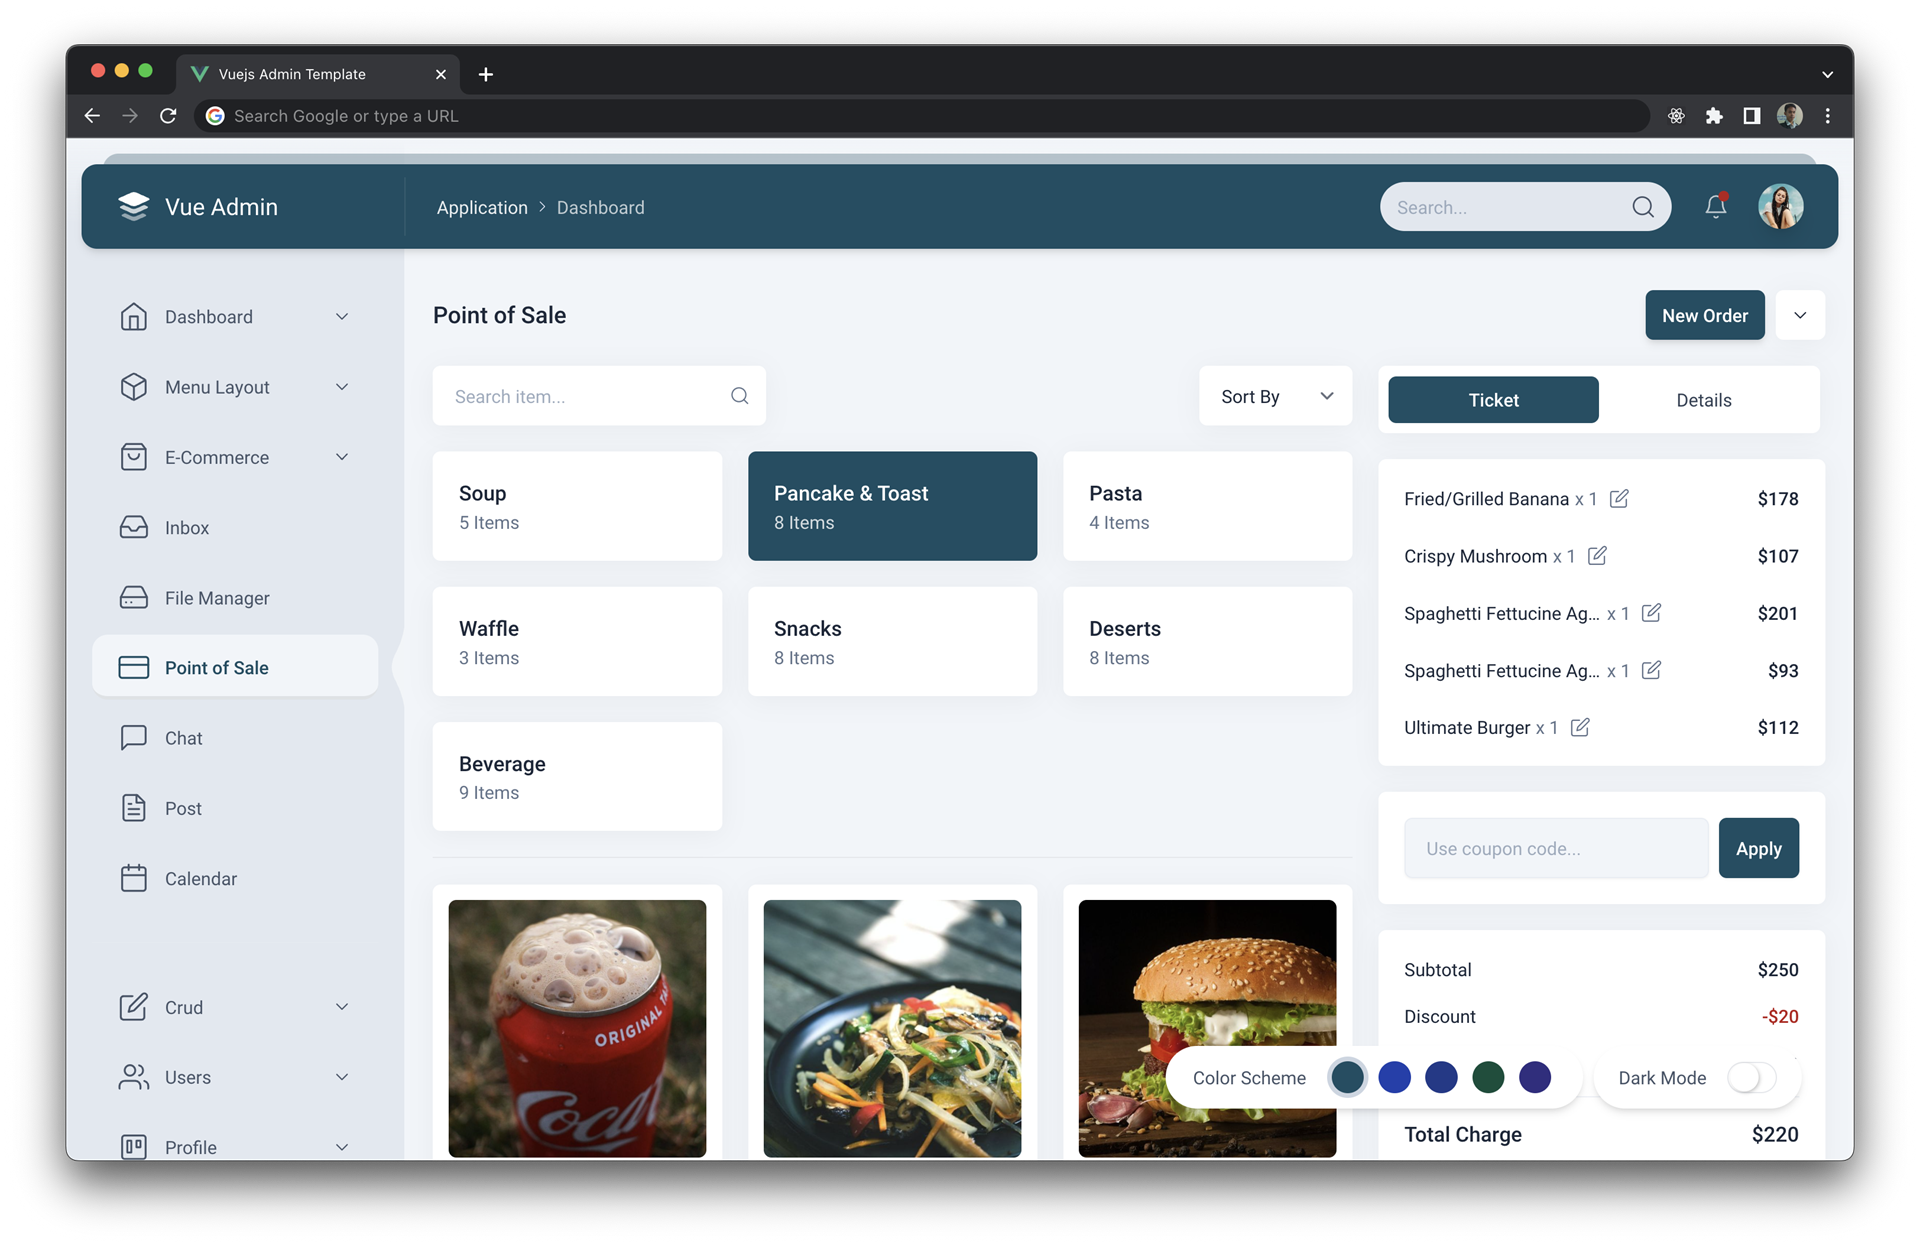 Vuejs Admin Template
Search Google or type a URL
Vue Admin
Application > Dashboard
Search...
Dashboard
Menu Layout
E-Commerce
Inbox
File Manager
Point of Sale
Chat
Post
Calendar
Crud
Users
Profile
Point of Sale
New Order
Search item...
Sort By
Soup
5 Items
Pancake & Toast
8 Items
Pasta
4 Items
Waffle
3 Items
Snacks
8 Items
Deserts
8 Items
Beverage
9 Items
ORIGINAL TA
Coca
Ticket
Details
Fried/Grilled Banana x 1 $178
Crispy Mushroom x 1 $107
Spaghetti Fettucine Ag... x 1 $201
Spaghetti Fettucine Ag... x 1 $93
Ultimate Burger x 1 $112
Use coupon code...
Apply
Subtotal $250
Discount -$20
Color Scheme
Dark Mode
Total Charge $220